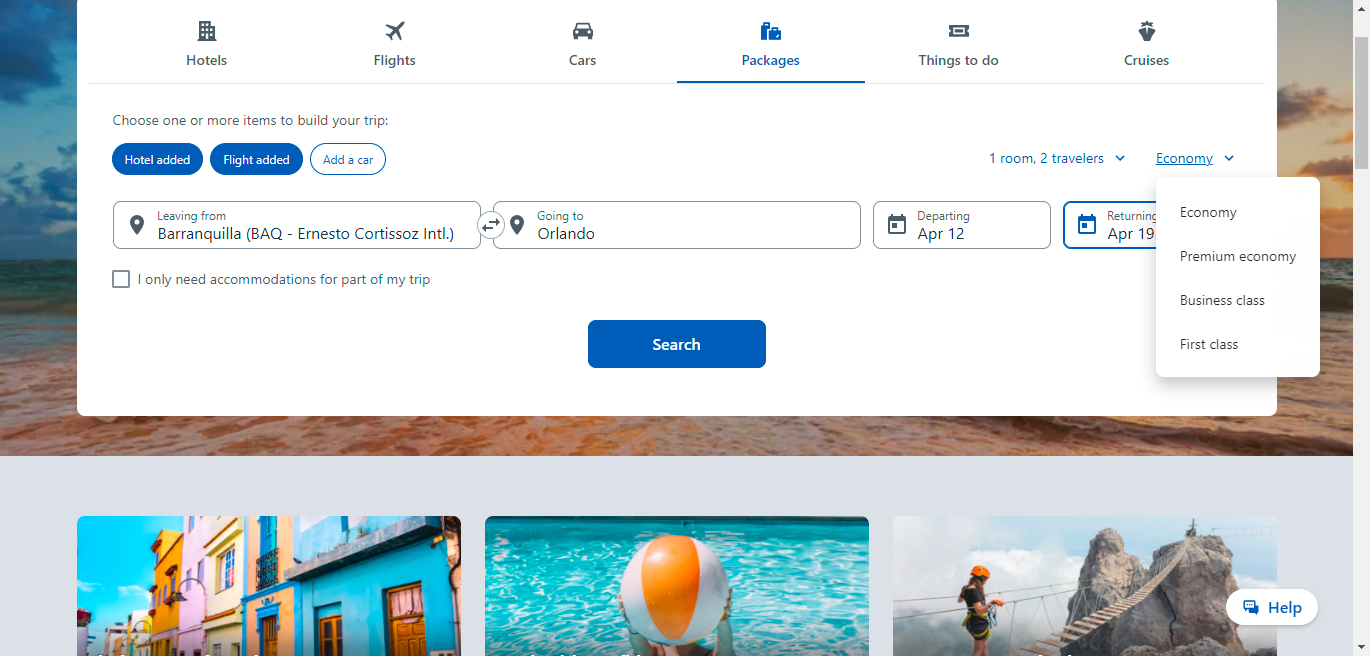 Hotels
Flights
Cars
Packages
Things to do
Cruises
Choose one or more items to build your trip:
Hotel added
Flight added
Add a car
1 room, 2 travelers
Economy
Leaving from
Barranquilla (BAQ - Ernesto Cortissoz Intl.)
Going to
Orlando
Departing
Apr 12
Returning
Apr 19
Economy
Premium economy
Business class
First class
I only need accommodations for part of my trip
Search
Help